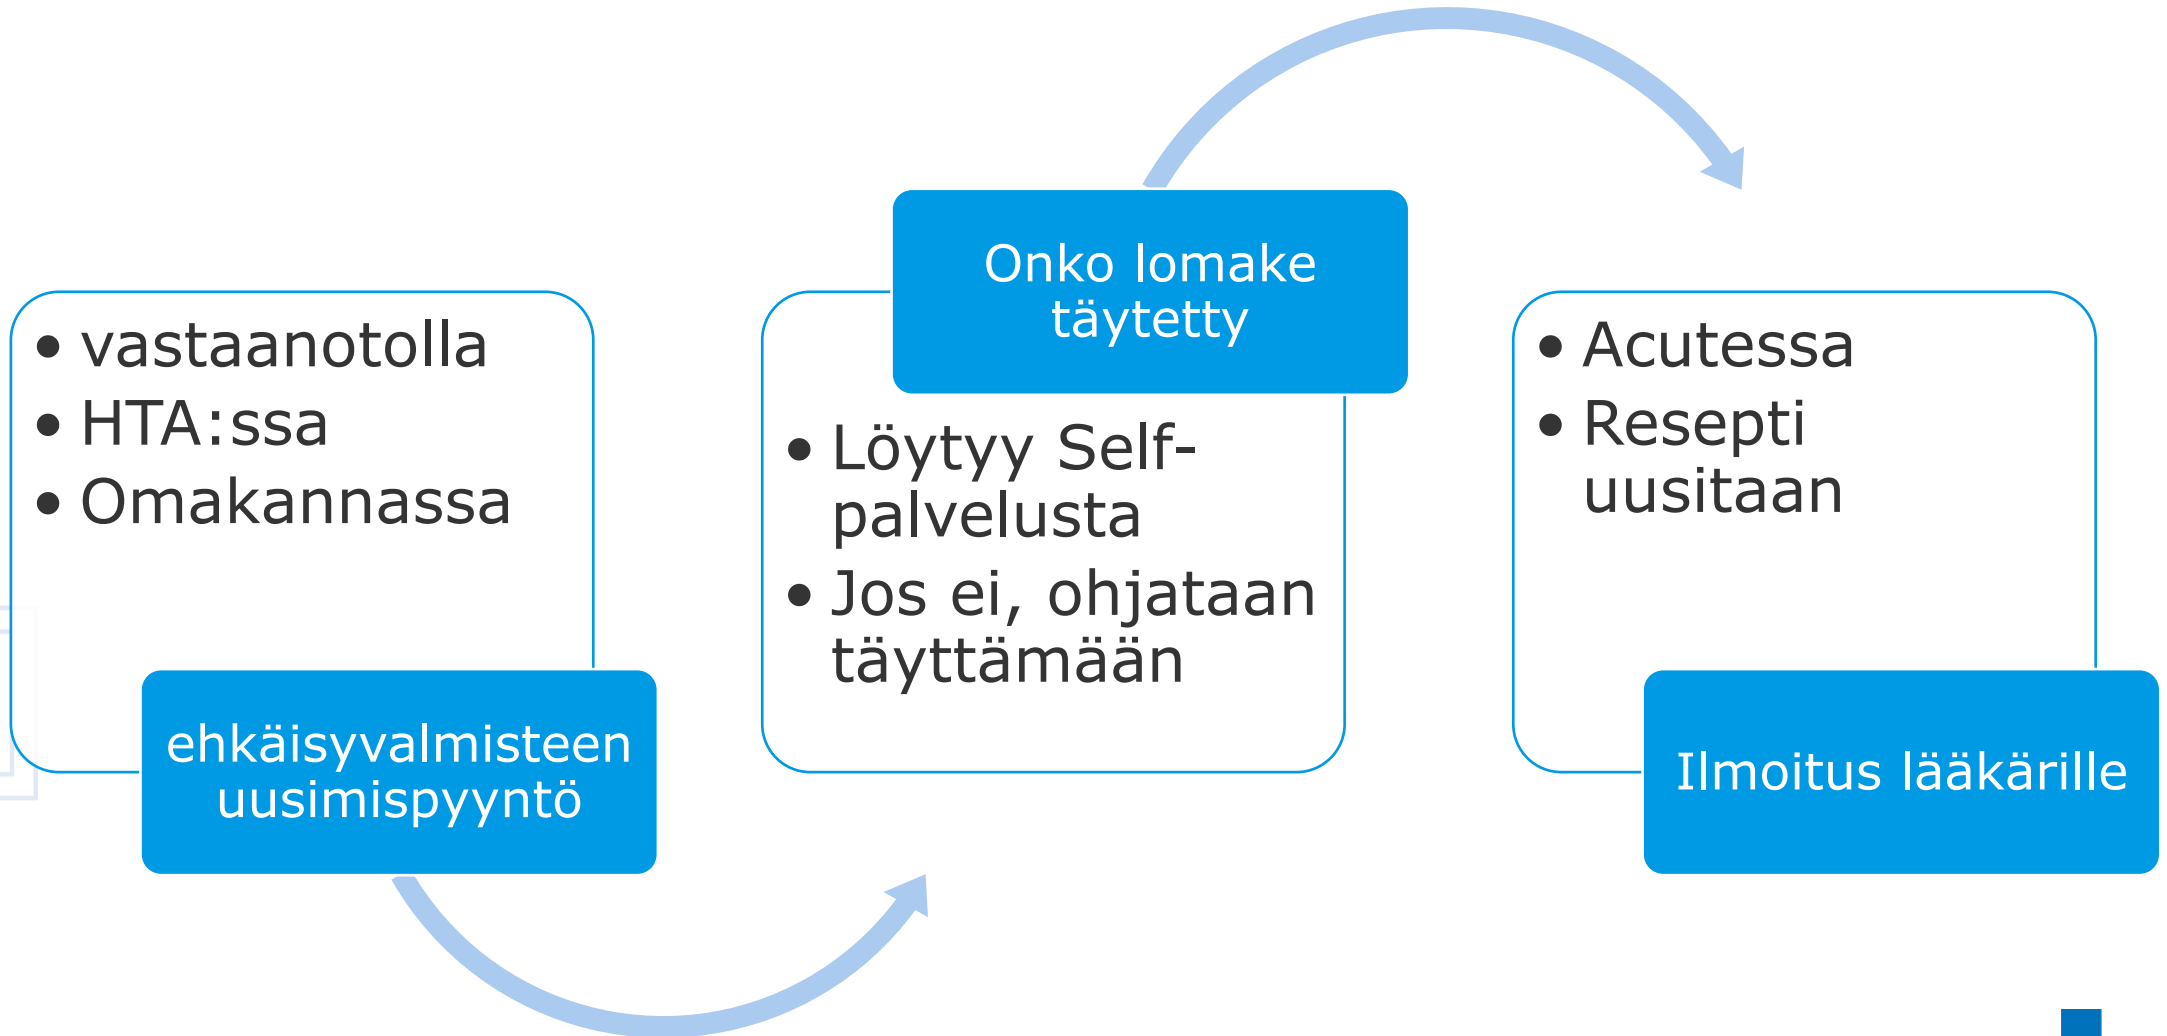 • vastaanotolla
• HTA:ssa
• Omakannassa
ehkäisyvalmisteen
uusimispyyntö
Onko lomake
täytetty
• Löytyy Self-
palvelusta
• Jos ei, ohjataan
täyttämään
• Acutessa
• Resepti
uusitaan
Ilmoitus lääkärille